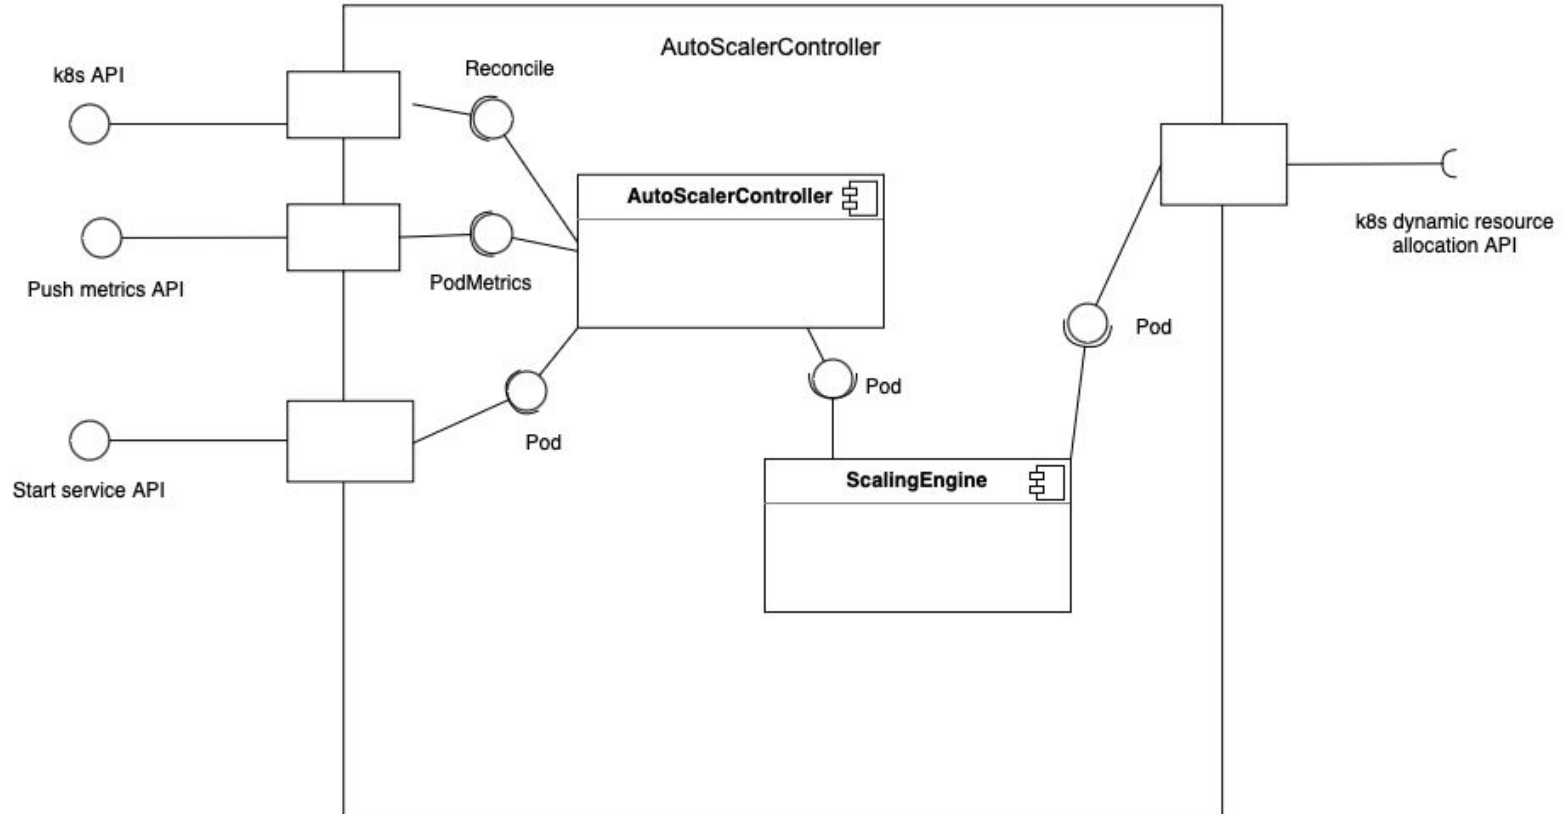 AutoScalerController
k8s API
Reconcile
AutoScalerController
Push metrics API
PodMetrics
k8s dynamic resource
allocation API
Pod
Pod
Pod
Start service API
ScalingEngine